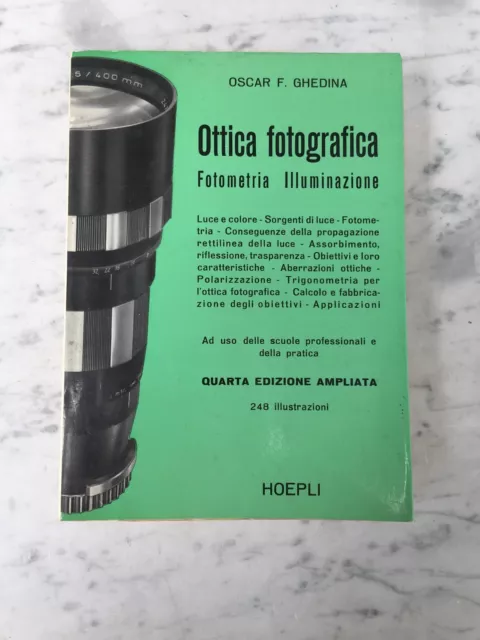 OSCAR F. GHEDINA
Ottica fotografica
Fotometria Illuminazione
Luce e colore - Sorgenti di luce - Fotome-
tria - Conseguenze della propagazione
rettilinea della luce - Assorbimento,
riflessione, trasparenza - Obiettivi e loro
caratteristiche - Aberrazioni ottiche -
Polarizzazione - Trigonometria per
l'ottica fotografica - Calcolo e fabbrica-
zione degli obiettivi - Applicazioni
Ad uso delle scuole professionali e
della pratica
QUARTA EDIZIONE AMPLIATA
248 illustrazioni
HOEPLI
5 / 400 mm